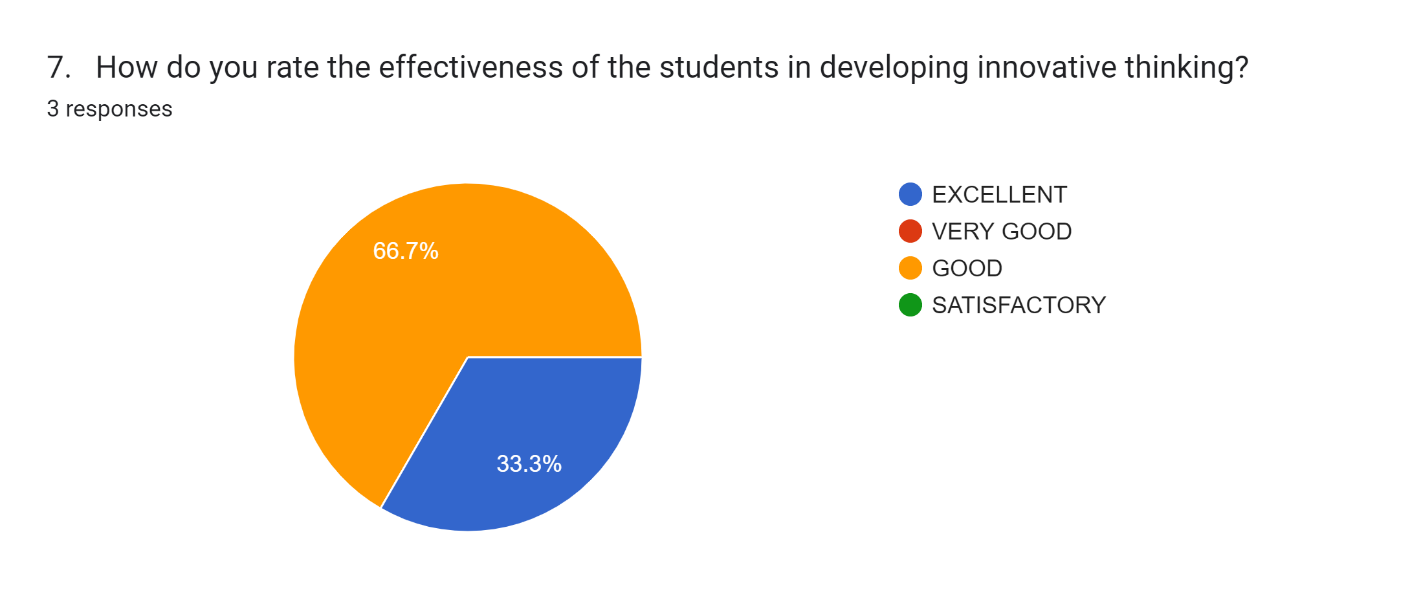 7. How do you rate the effectiveness of the students in developing innovative thinking?
3 responses
66.7%
33.3%
EXCELLENT
VERY GOOD
GOOD
SATISFACTORY